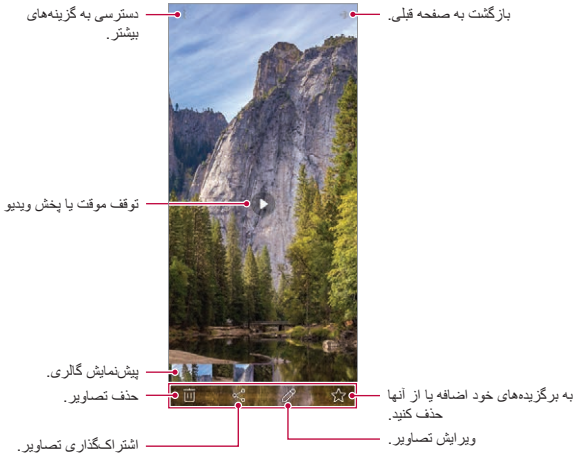 بازگشت به صفحه قبلی.
دسترسی به گزینه‌های
بیشتر.
توقف موقت یا پخش ویدیو
پیش‌نمایش گالری.
حذف تصاویر.
به برگزیده‌های خود اضافه یا از آنها
حذف کنید.
ویرایش تصاویر.
اشتراک‌گذاری تصاویر.